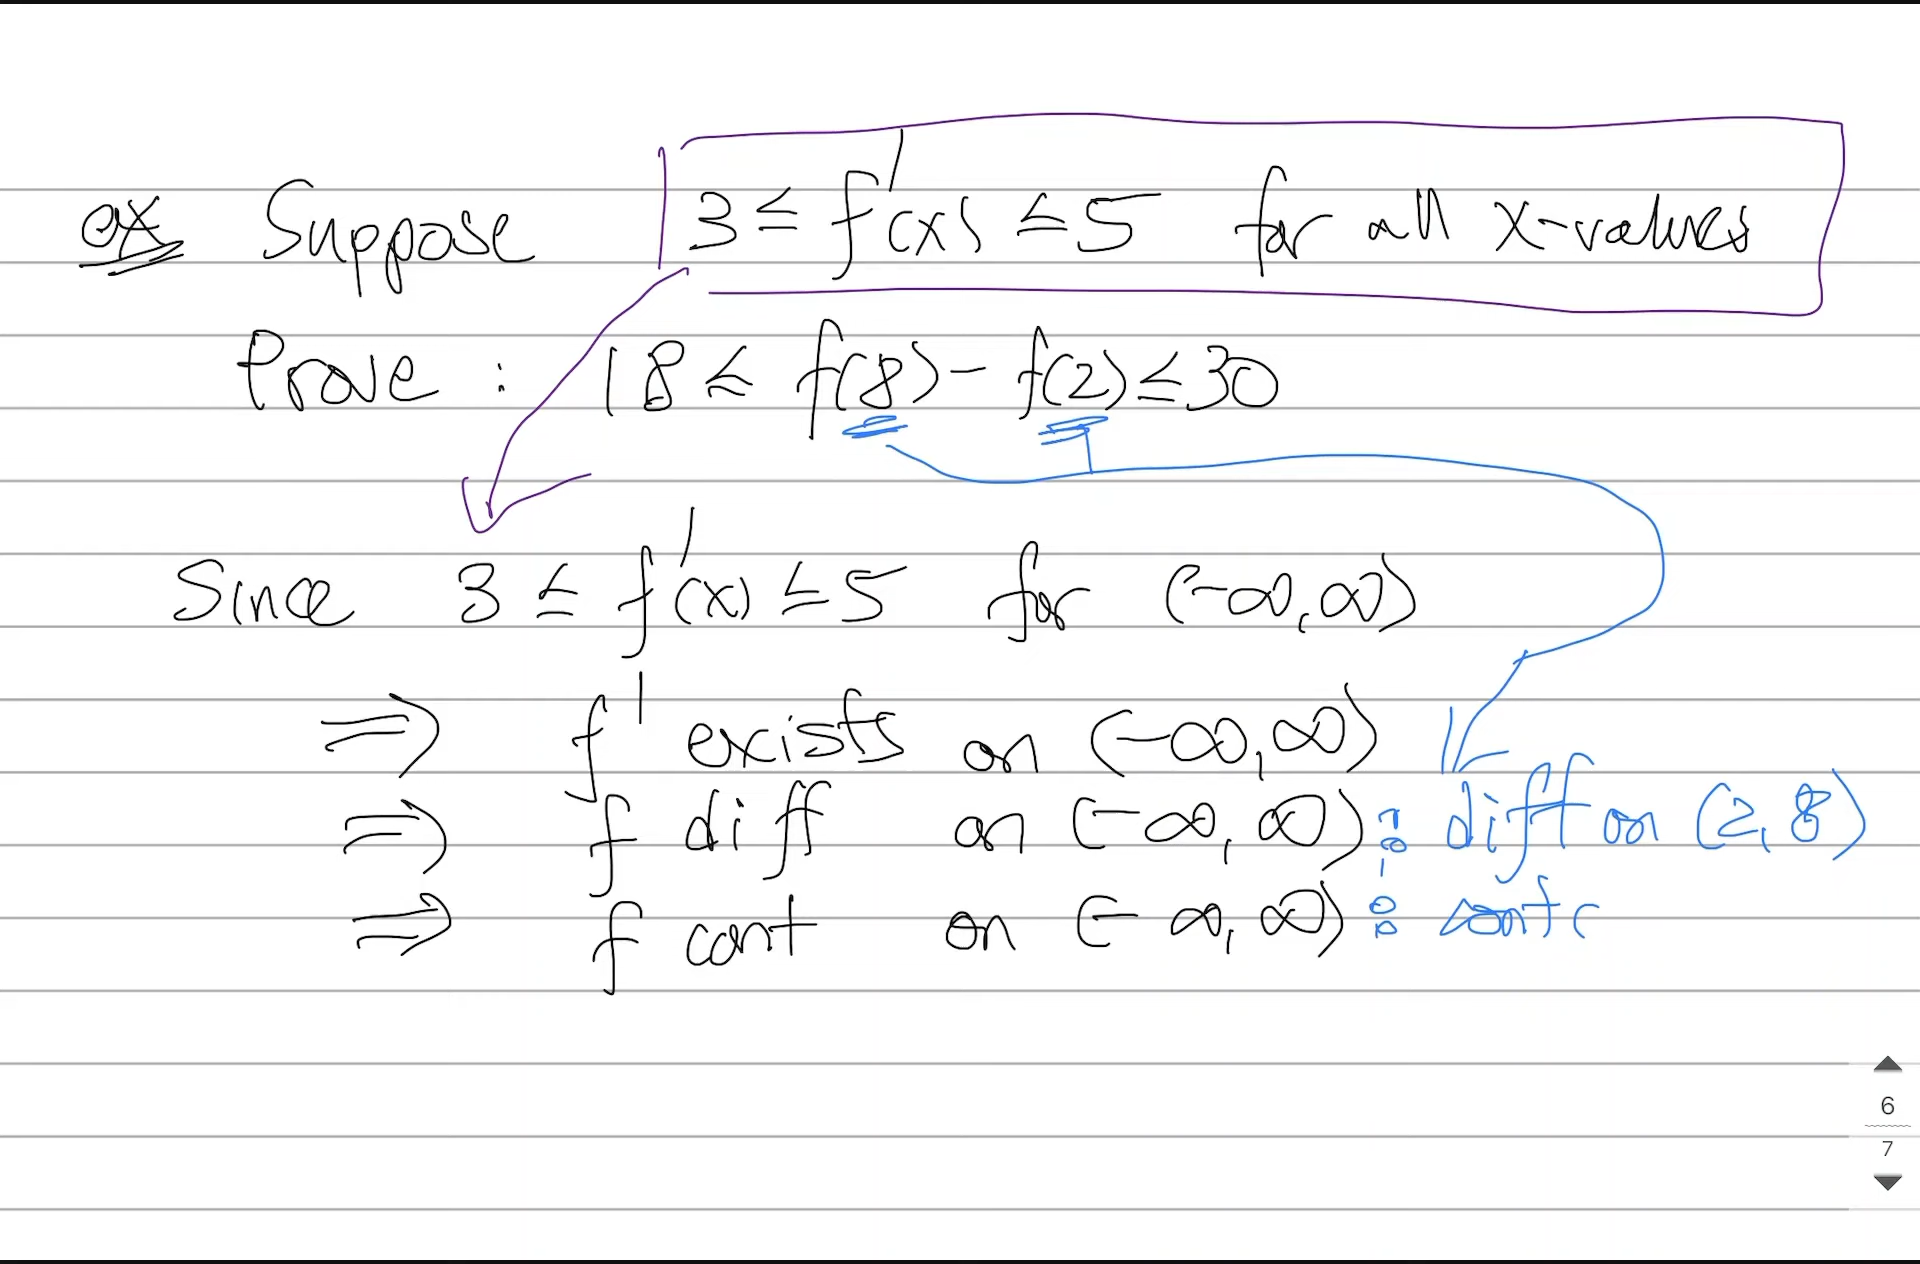 ex Suppose 3 ≤ f'(x) ≤ 5 for all x-values
Prove : 18 ≤ f(8) - f(2) ≤ 30
Since 3 ≤ f'(x) ≤ 5 for (-∞,∞)
⇒ f' exists on (-∞,∞)
⇒ f diff on (-∞,∞) : diff on (2,8)
⇒ f cont on (-∞,∞) : cont
6
7